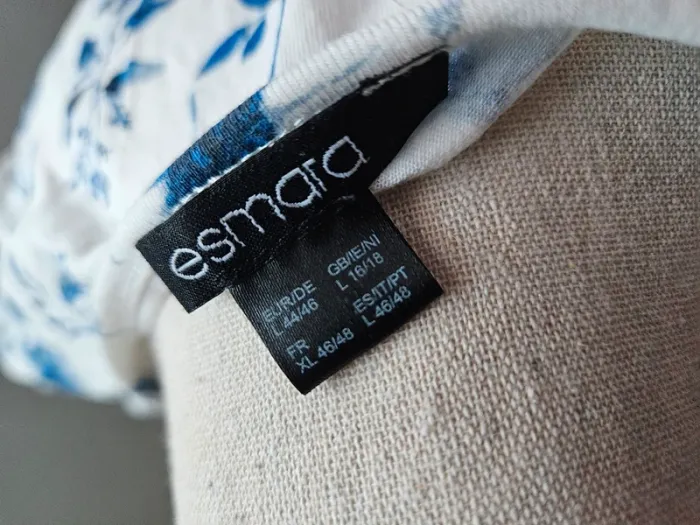 esmara
EUR/DE GB/IE/NI
L 44/46 L 16/18
FR ES/IT/PT
XL 46/48 L 46/48